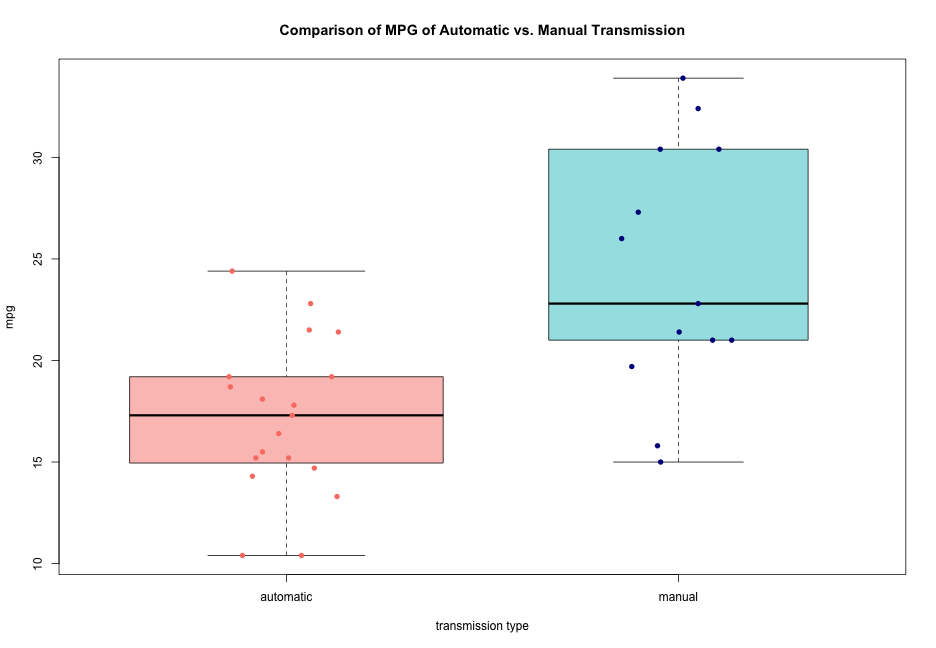 Comparison of MPG of Automatic vs. Manual Transmission
30
25
20
15
10
mpg
automatic manual
transmission type